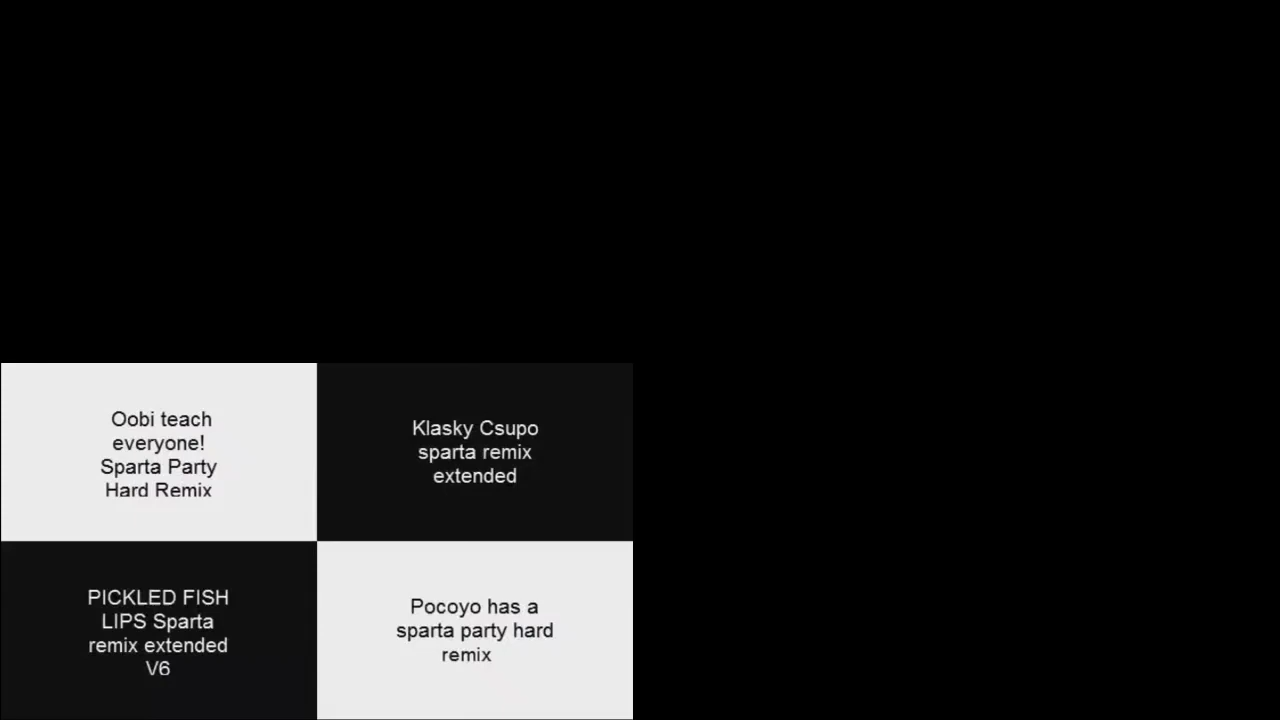 Oobi teach
everyone!
Sparta Party
Hard Remix
Klasky Csupo
sparta remix
extended
PICKLED FISH
LIPS Sparta
remix extended
V6
Pocoyo has a
sparta party hard
remix